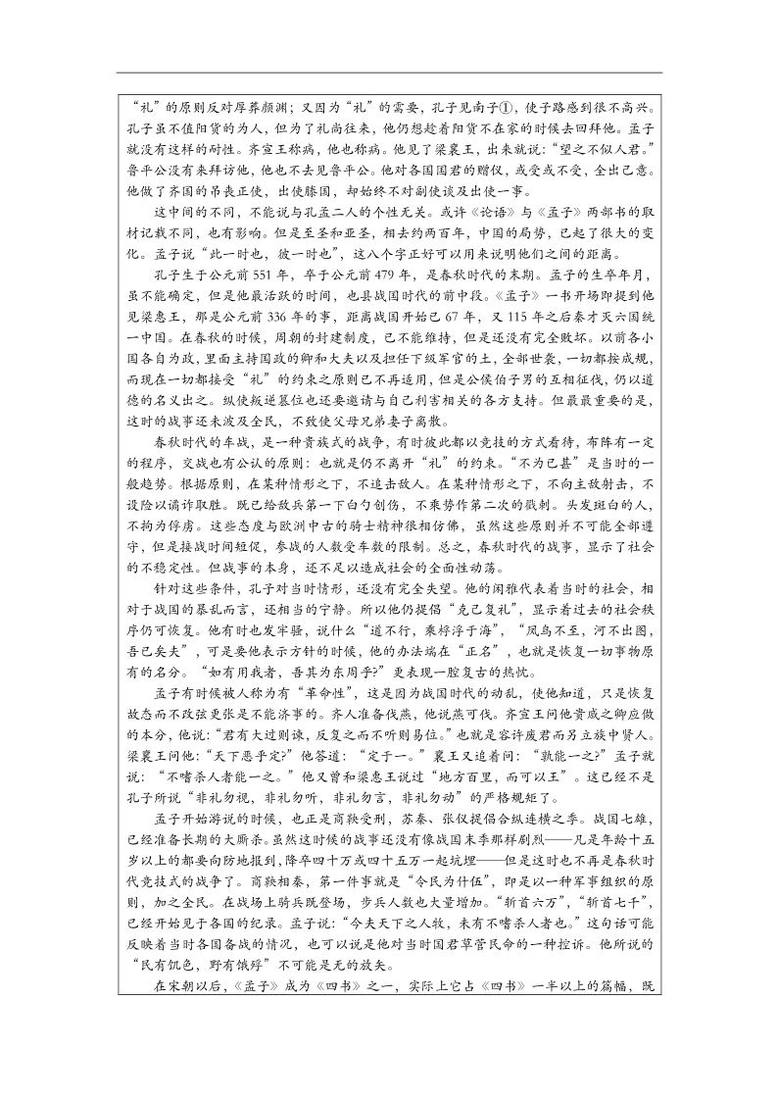 “礼”的原则反对厚葬颜渊；又因为“礼”的需要，孔子见南子①，使子路感到很不高兴。
孔子虽不值阳货的为人，但为了礼尚往来，他仍想趁着阳货不在家的时候去回拜他。孟子
就没有这样的耐性。齐宣王称病，他也称病。他见了梁襄王，出来就说：“望之不似人君。”
鲁平公没有来拜访他，他也不去见鲁平公。他对各国国君的赠仪，或受或不受，全出己意。
他做了齐国的吊丧正使，出使滕国，却始终不对副使谈及出使一事。
这中间的不同，不能说与孔孟二人的个性无关。或许《论语》与《孟子》两部书的取
材记载不同，也有影响。但是至圣和亚圣，相去约两百年，中国的局势，已起了很大的变
化。孟子说“此一时也，彼一时也”，这八个字正好可以用来说明他们之间的距离。
孔子生于公元前 551 年，卒于公元前 479 年，是春秋时代的末期。孟子的生卒年月，
虽不能确定，但是他最活跃的时间，也县战国时代的前中段。《孟子》一书开场即提到他
见梁惠王，那是公元前 336 年的事，距离战国开始已 67 年，又 115 年之后秦才灭六国统
一中国。在春秋的时候，周朝的封建制度，已不能维持，但是还没有完全败坏。以前各小
国各自为政，里面主持国政的卿和大夫以及担任下级军官的士，全部世袭，一切都按成规，
而现在一切都接受“礼”的约束之原则已不再适用，但是公侯伯子男的互相征伐，仍以道
德的名义出之。纵使叛逆篡位也还要邀请与自己利害相关的各方支持。但最最重要的是，
这时的战事还未波及全民，不致使父母兄弟妻子离散。
春秋时代的车战，是一种贵族式的战争，有时彼此都以竞技的方式看待，布阵有一定
的程序，交战也有公认的原则：也就是仍不离开“礼”的约束。“不为已甚”是当时的一
般趋势。根据原则，在某种情形之下，不追击敌人。在某种情形之下，不向主敌射击，不
设险以谲诈取胜。既已给敌兵第一下白勺创伤，不乘势作第二次的戳刺。头发斑白的人，
不拘为俘虏。这些态度与欧洲中古的骑士精神很相仿佛，虽然这些原则并不可能全部遵
守，但是接战时间短促，参战的人数受车数的限制。总之，春秋时代的战事，显示了社会
的不稳定性。但战事的本身，还不足以造成社会的全面性动荡。
针对这些条件，孔子对当时情形，还没有完全失望。他的闲雅代表着当时的社会，相
对于战国的暴乱而言，还相当的宁静。所以他仍提倡“克己复礼”，显示着过去的社会秩
序仍可恢复。他有时也发牢骚，说什么“道不行，乘桴浮于海”，“凤鸟不至，河不出图，
吾已矣夫”，可是要他表示方针的时候，他的办法端在“正名”，也就是恢复一切事物原
有的名分。“如有用我者，吾其为东周乎?”更表现一腔复古的热忱。
孟子有时候被人称为有“革命性”，这是因为战国时代的动乱，使他知道，只是恢复
故态而不改弦更张是不能济事的。齐人准备伐燕，他说燕可伐。齐宣王问他贵戚之卿应做
的本分，他说：“君有大过则谏，反复之而不听则易位。”也就是容许废君而另立族中贤人。
梁襄王问他：“天下恶乎定?”他答道：“定于一。”襄王又追着问：“孰能一之?”孟子就
说：“不嗜杀人者能一之。”他又曾和梁惠王说过“地方百里，而可以王”。这已经不是
孔子所说“非礼勿视，非礼勿听，非礼勿言，非礼勿动”的严格规矩了。
孟子开始游说的时候，也正是商鞅受刑，苏秦、张仪提倡合纵连横之季。战国七雄，
已经准备长期的大厮杀。虽然这时候的战事还没有像战国末季那样剧烈——凡是年龄十五
岁以上的都要向防地报到，降卒四十万或四十五万一起坑埋——但是这时也不再是春秋时
代竞技式的战争了。商鞅相秦，第一件事就是“令民为什伍”，即是以一种军事组织的原
则，加之全民。在战场上骑兵既登场，步兵人数也大量增加。“斩首六万”，“斩首七千”，
已经开始见于各国的纪录。孟子说：“今夫天下之人牧，未有不嗜杀人者也。”这句话可能
反映着当时各国备战的情况，也可以说是他对当时国君草菅民命的一种控诉。他所说的
“民有饥色，野有饿殍”不可能是无的放矢。
在宋朝以后，《孟子》成为《四书》之一，实际上它占《四书》一半以上的篇幅，既